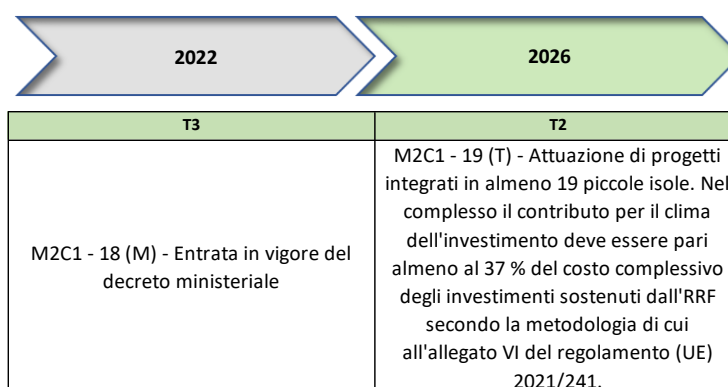 2022
2026
T3
T2
M2C1 - 18 (M) - Entrata in vigore del
decreto ministeriale
M2C1 - 19 (T) - Attuazione di progetti
integrati in almeno 19 piccole isole. Nel
complesso il contributo per il clima
dell'investimento deve essere pari
almeno al 37 % del costo complessivo
degli investimenti sostenuti dall'RRF
secondo la metodologia di cui
all'allegato VI del regolamento (UE)
2021/241.